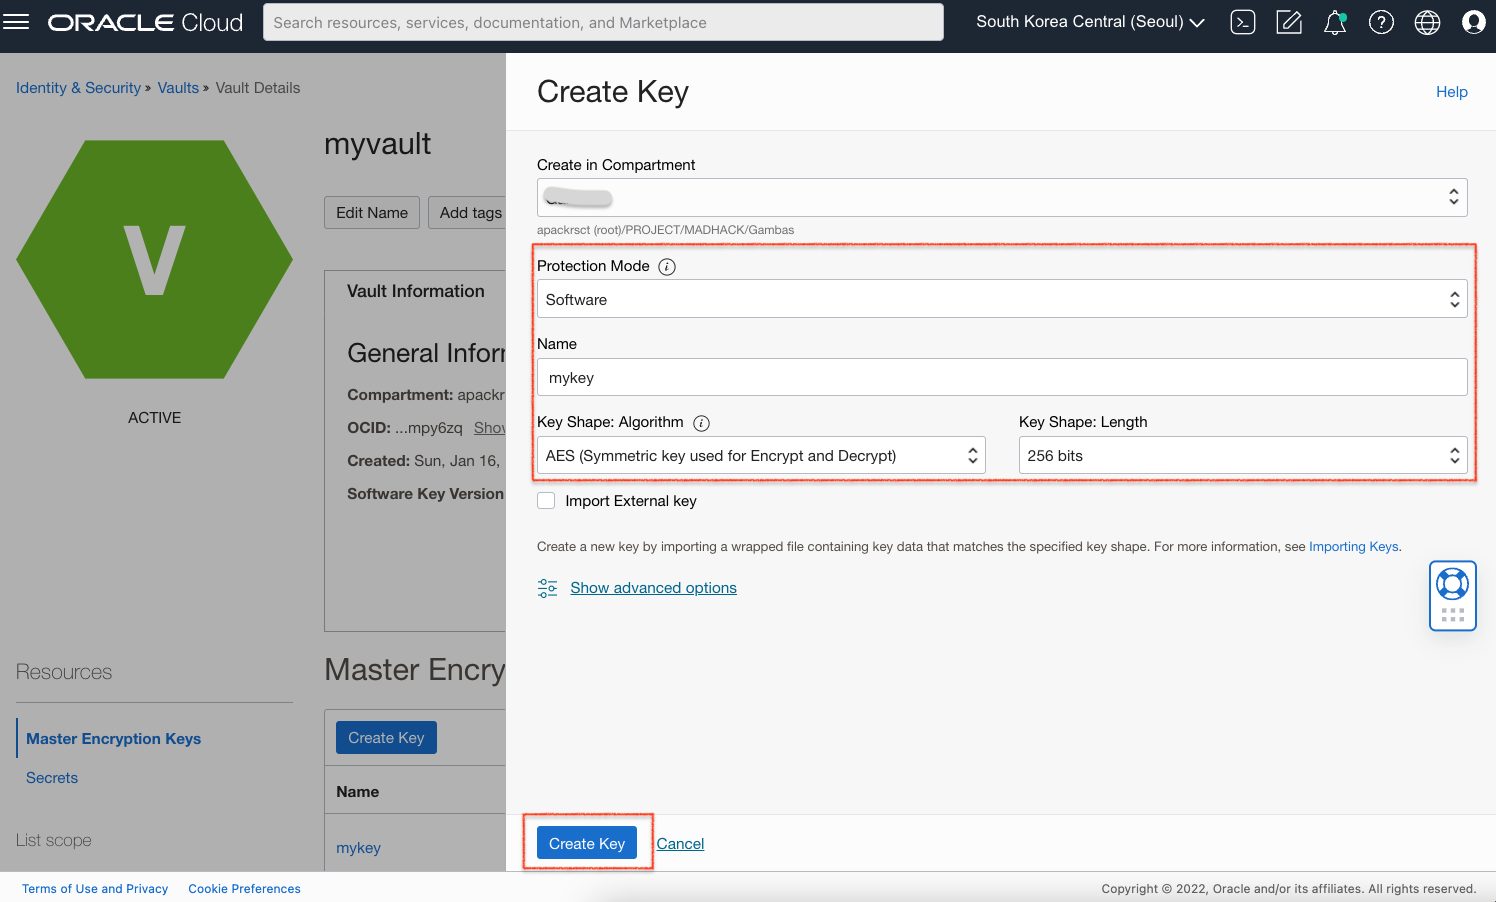 ORACLE Cloud
Search resources, services, documentation, and Marketplace
South Korea Central (Seoul)
Identity & Security » Vaults » Vault Details
V
ACTIVE
myvault
Edit Name
Add tags
Vault Information
General Infor
Compartment: apackr
OCID: ...mpy6zq Show
Created: Sun, Jan 16,
Software Key Version
Resources
Master Encryption Keys
Secrets
List scope
Master Encry
Create Key
Name
mykey
Create Key
Help
Create in Compartment
apackrsct (root)/PROJECT/MADHACK/Gambas
Protection Mode
Software
Name
mykey
Key Shape: Algorithm
AES (Symmetric key used for Encrypt and Decrypt)
Key Shape: Length
256 bits
Import External key
Create a new key by importing a wrapped file containing key data that matches the specified key shape. For more information, see Importing Keys.
Show advanced options
Create Key
Cancel
Terms of Use and Privacy
Cookie Preferences
Copyright © 2022, Oracle and/or its affiliates. All rights reserved.